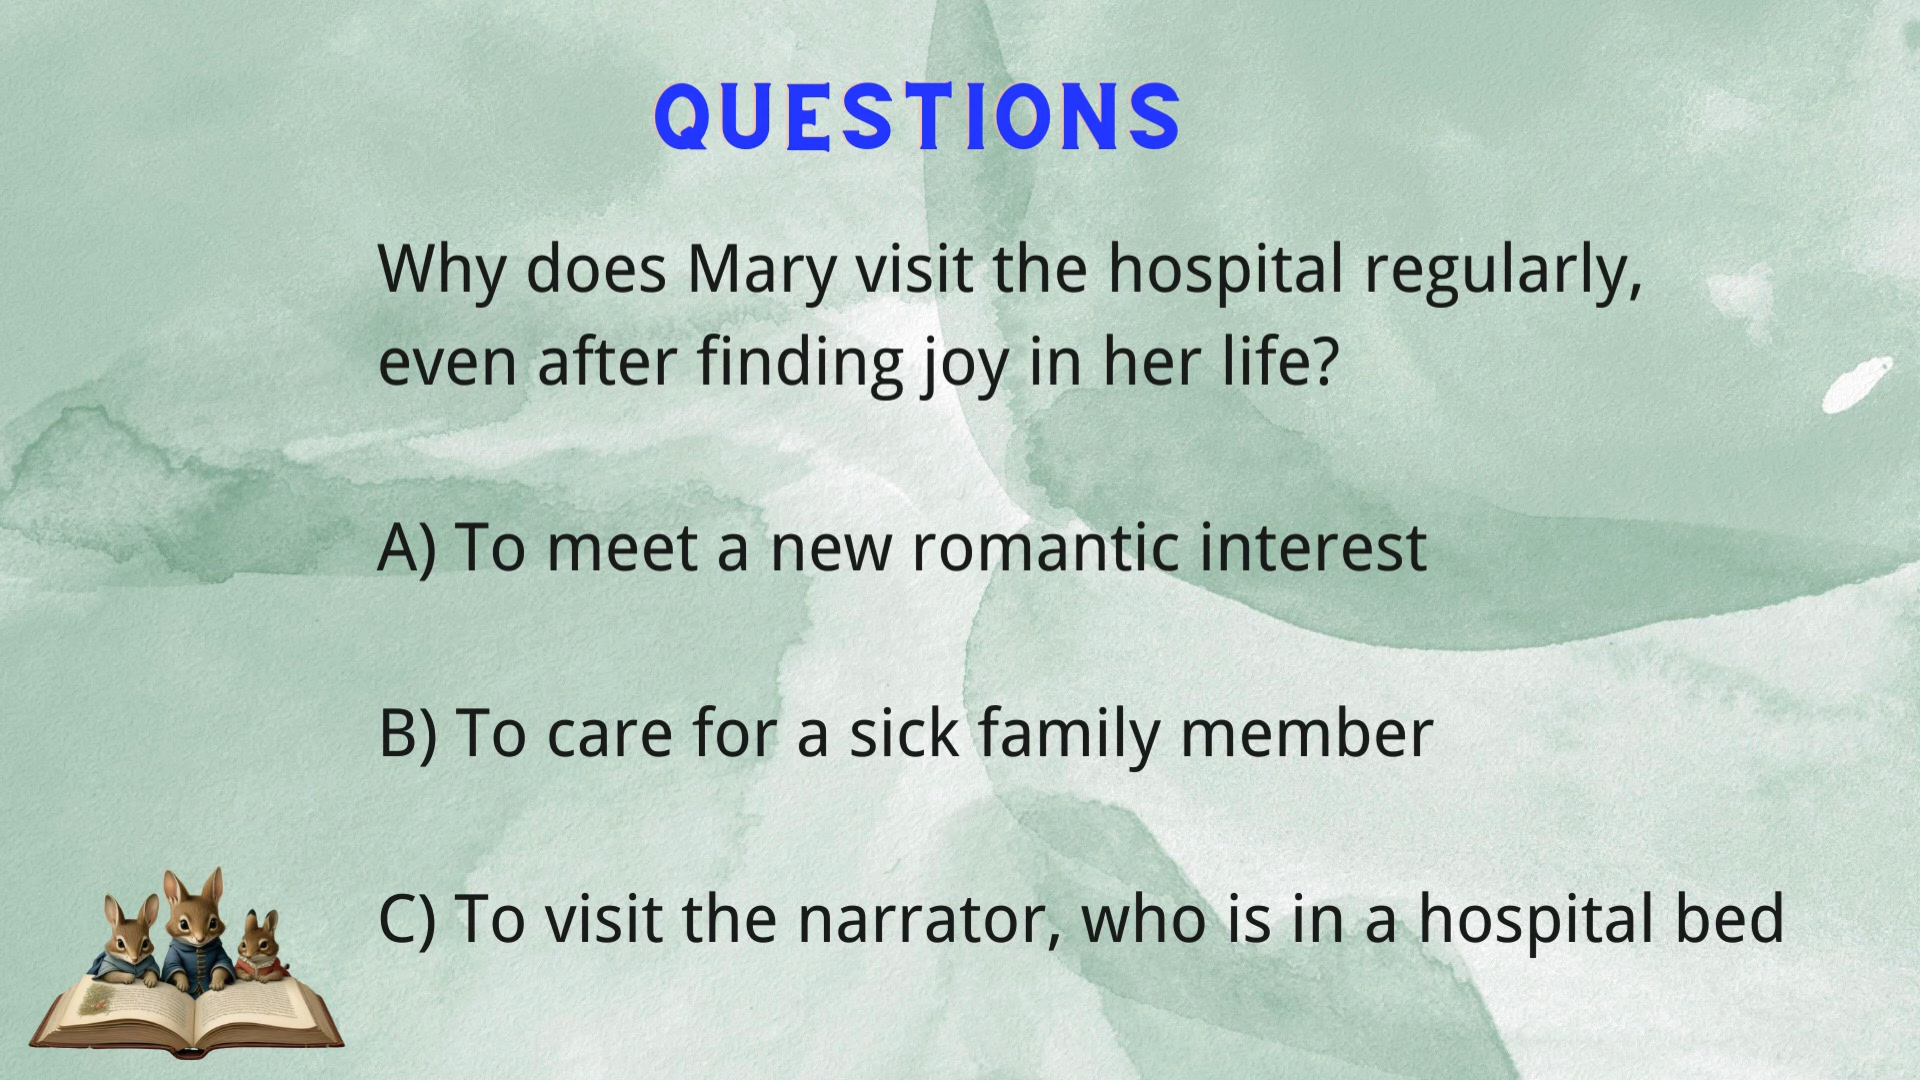 QUESTIONS
Why does Mary visit the hospital regularly,
even after finding joy in her life?
A) To meet a new romantic interest
B) To care for a sick family member
C) To visit the narrator, who is in a hospital bed